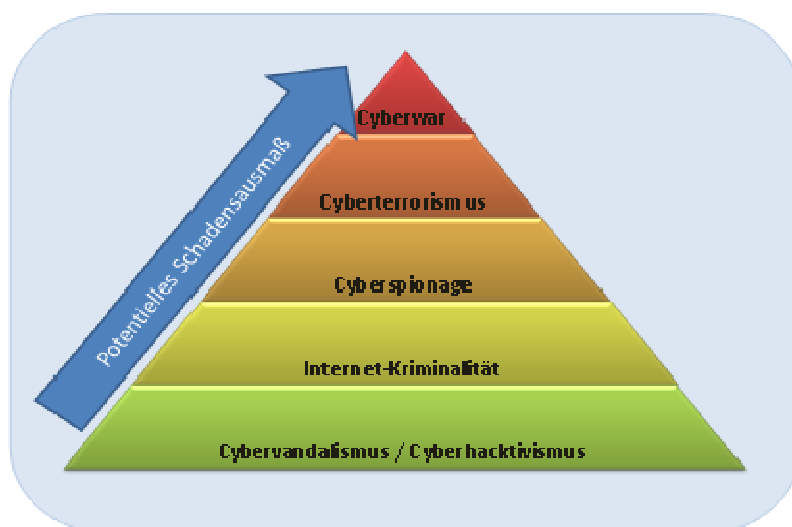 Cyberwar
Potentielles Schadensausmaß
Cyberterrorismus
Cyberspionage
Internet-Kriminalität
Cybervandalismus / Cyberhacktivismus